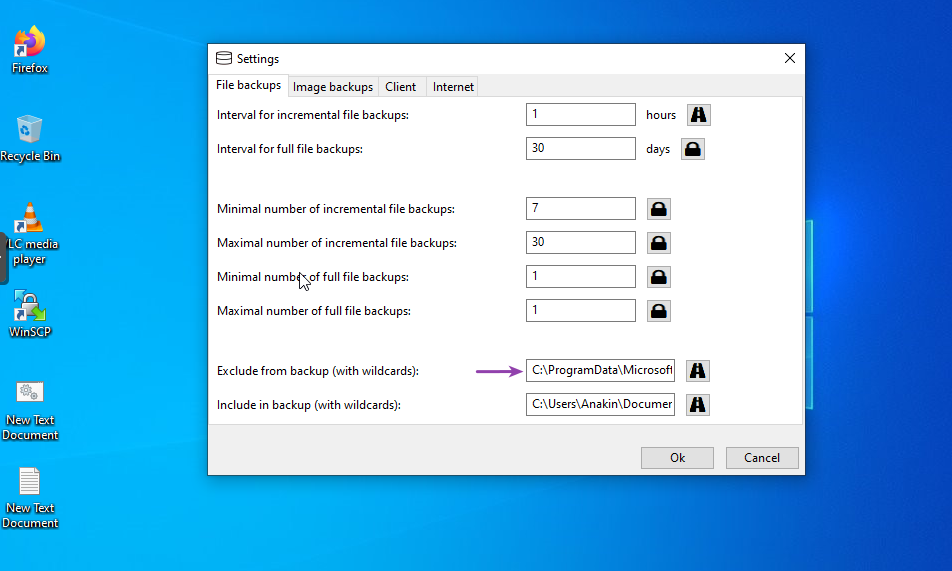 Firefox
Recycle Bin
VLC media
player
WinSCP
New Text
Document
New Text
Document
Settings
File backups
Image backups
Client
Internet
Interval for incremental file backups:
1
hours
Interval for full file backups:
30
days
Minimal number of incremental file backups:
7
Maximal number of incremental file backups:
30
Minimal number of full file backups:
1
Maximal number of full file backups:
1
Exclude from backup (with wildcards):
C:\ProgramData\Microsoft
Include in backup (with wildcards):
C:\Users\Anakin\Documer
Ok
Cancel